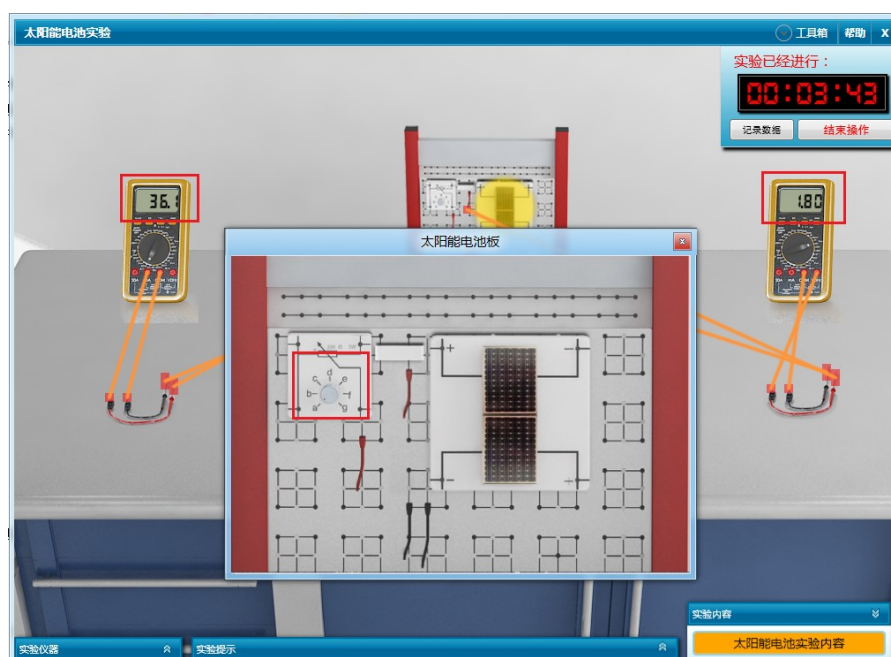 太阳能电池实验
工具箱 帮助 X
实验已经进行：
00:03:43
记录数据 结束操作
36.1
1.80
太阳能电池板
x
d
c e
b f
a g
+ −
− +
实验内容
太阳能电池实验内容
实验仪器
实验提示